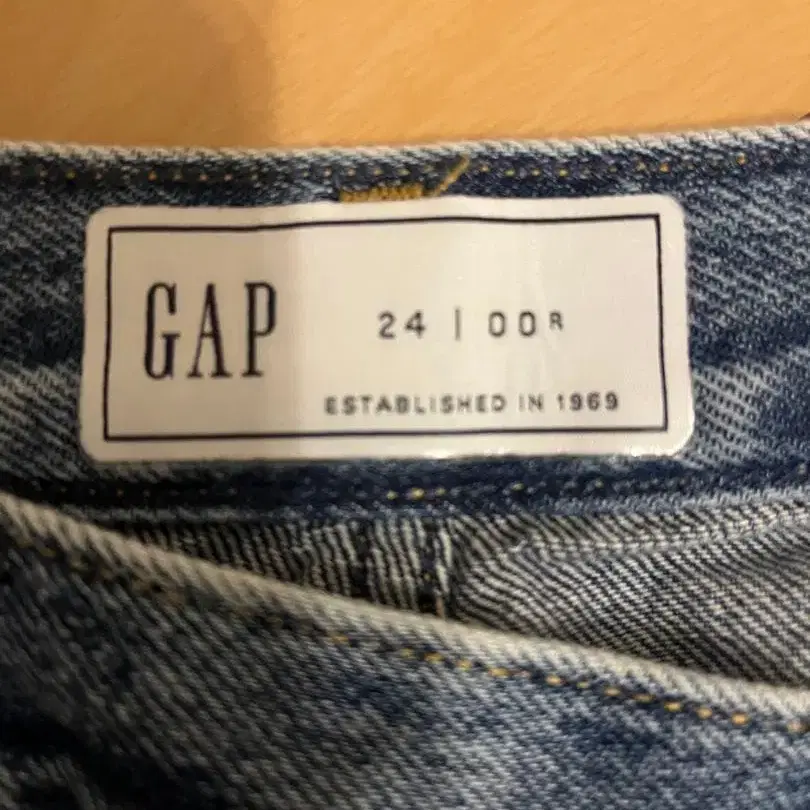 GAP
24 | 00R
ESTABLISHED IN 1969